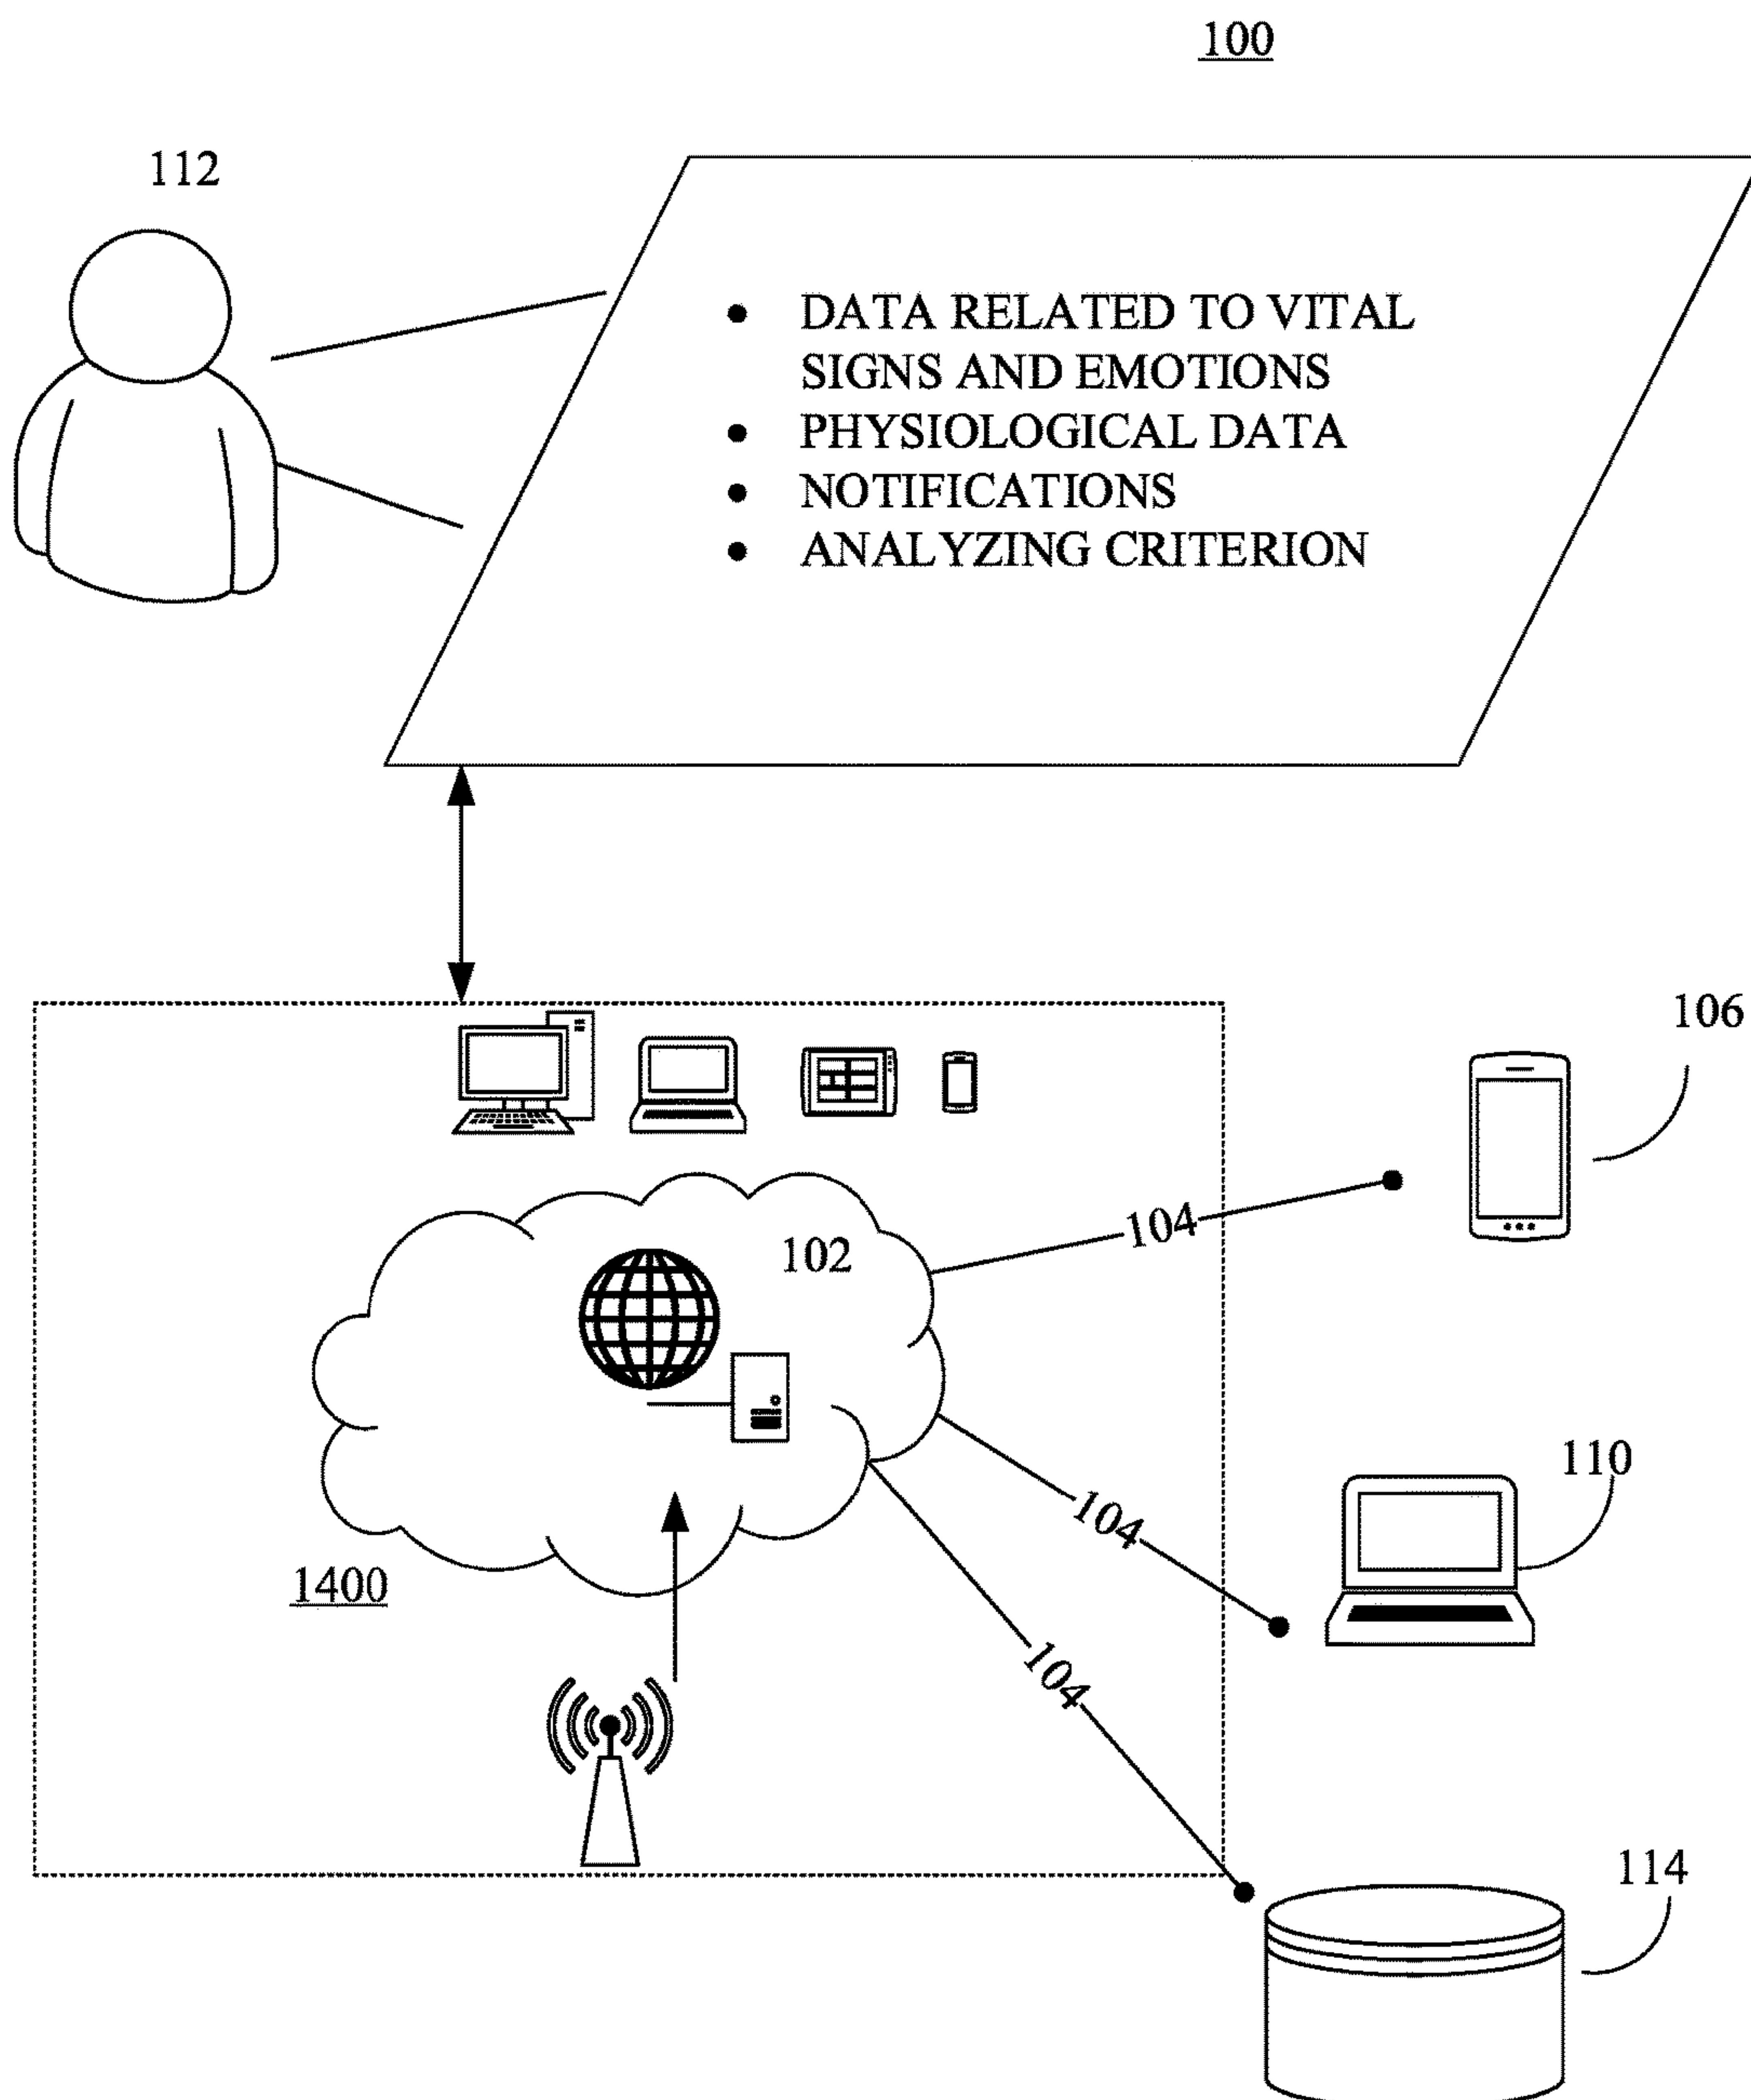 100
112
• DATA RELATED TO VITAL
SIGNS AND EMOTIONS
• PHYSIOLOGICAL DATA
• NOTIFICATIONS
• ANALYZING CRITERION
106
104
102
110
104
1400
104
114